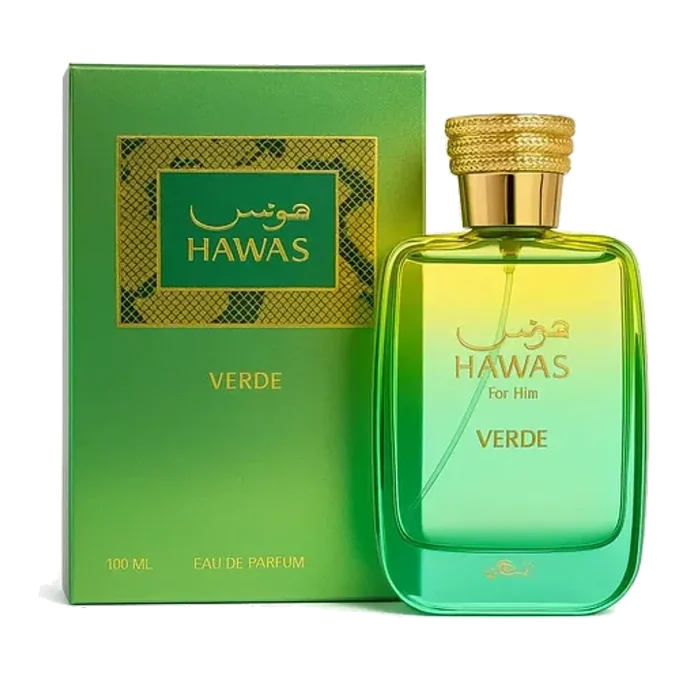 هوس
HAWAS
VERDE
100 ML
EAU DE PARFUM
هوس
HAWAS
For Him
VERDE